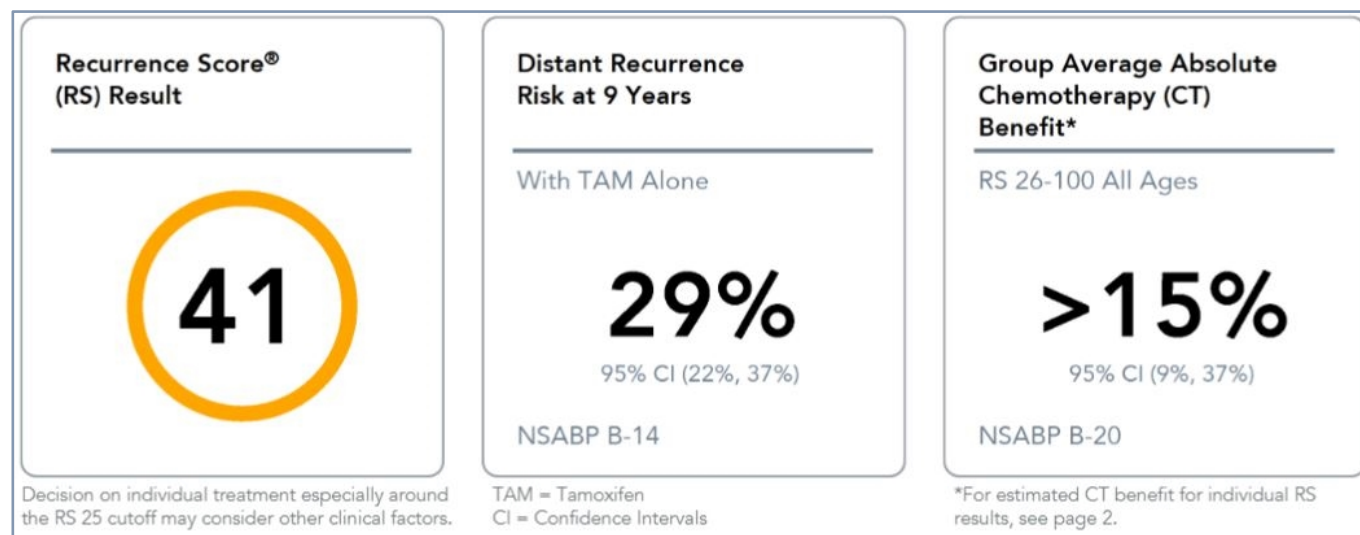 Recurrence Score®
(RS) Result
41
Decision on individual treatment especially around
the RS 25 cutoff may consider other clinical factors.
Distant Recurrence
Risk at 9 Years
With TAM Alone
29%
95% CI (22%, 37%)
NSABP B-14
TAM = Tamoxifen
CI = Confidence Intervals
Group Average Absolute
Chemotherapy (CT)
Benefit*
RS 26-100 All Ages
>15%
95% CI (9%, 37%)
NSABP B-20
*For estimated CT benefit for individual RS
results, see page 2.